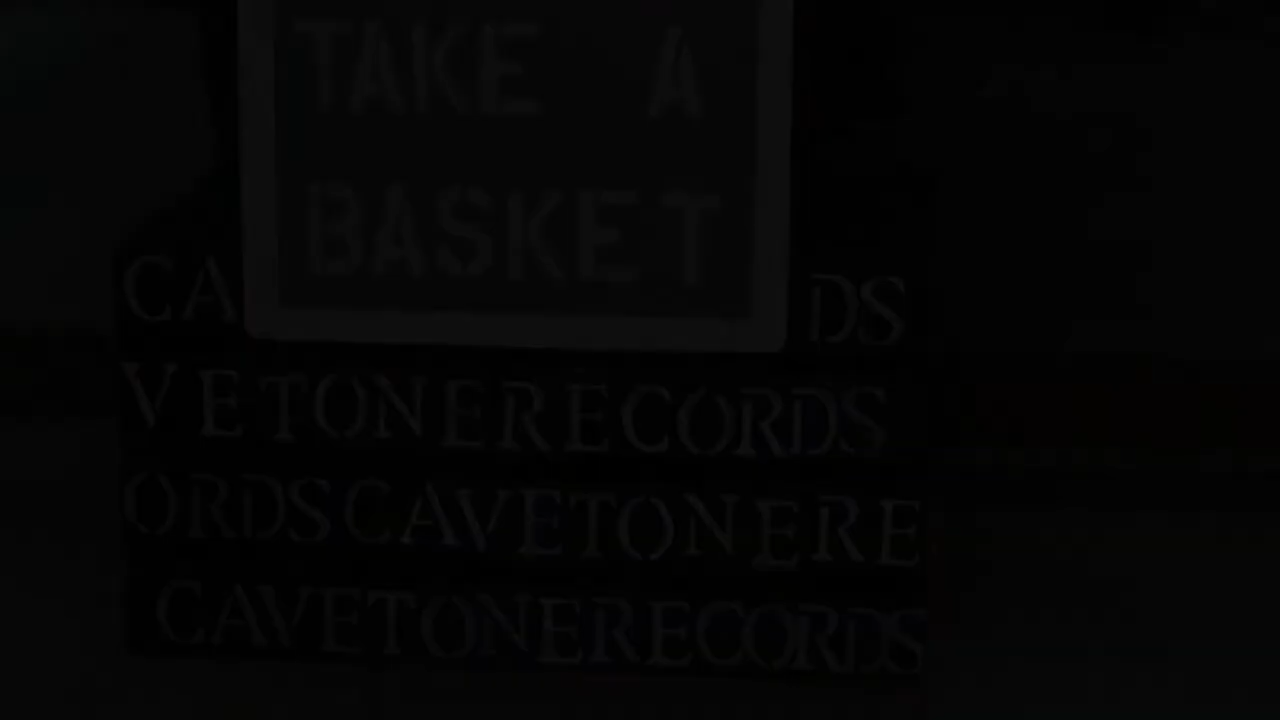 TAKE A
BASKET
CA DS
VETONERECORDS
ORDSCAVETONERE
CAVETONERECORDS